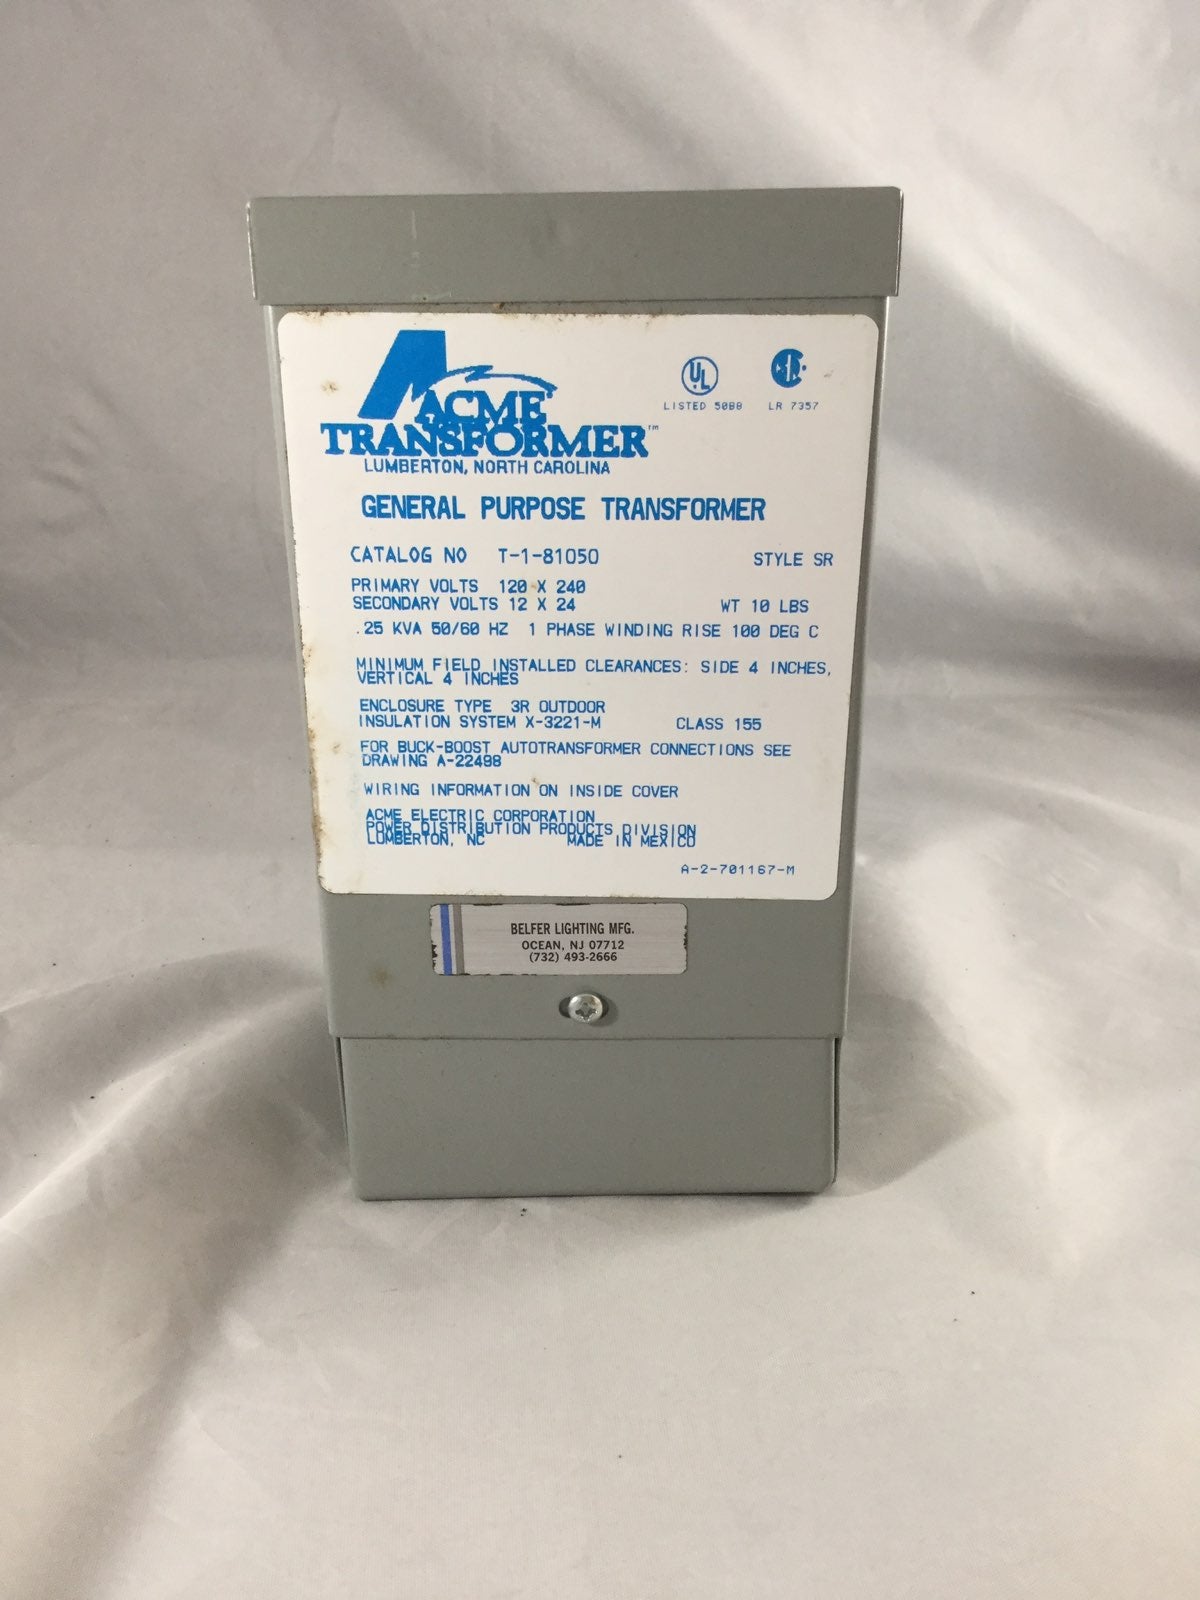 ACME
TRANSFORMER™
LUMBERTON, NORTH CAROLINA
UL
LISTED 50B8
LR 7357
GENERAL PURPOSE TRANSFORMER
CATALOG NO T-1-81050 STYLE SR
PRIMARY VOLTS 120 X 240
SECONDARY VOLTS 12 X 24 WT 10 LBS
.25 KVA 50/60 HZ 1 PHASE WINDING RISE 100 DEG C
MINIMUM FIELD INSTALLED CLEARANCES: SIDE 4 INCHES,
VERTICAL 4 INCHES
ENCLOSURE TYPE 3R OUTDOOR
INSULATION SYSTEM X-3221-M CLASS 155
FOR BUCK-BOOST AUTOTRANSFORMER CONNECTIONS SEE
DRAWING A-22498
WIRING INFORMATION ON INSIDE COVER
ACME ELECTRIC CORPORATION
POWER DISTRIBUTION PRODUCTS DIVISION
LUMBERTON, NC MADE IN MEXICO
A-2-701167-M
BELFER LIGHTING MFG.
OCEAN, NJ 07712
(732) 493-2666